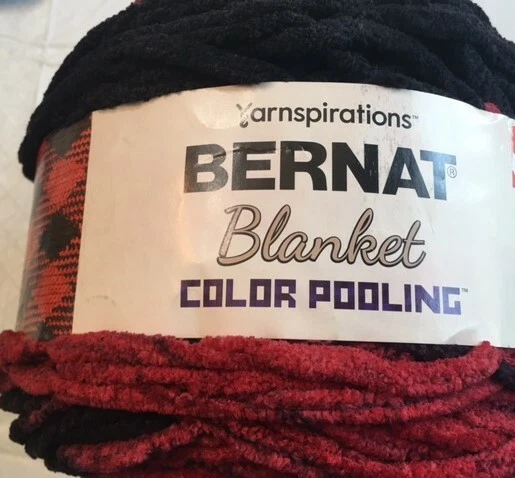 Yarnspirations™
BERNAT®
Blanket
COLOR POOLING™